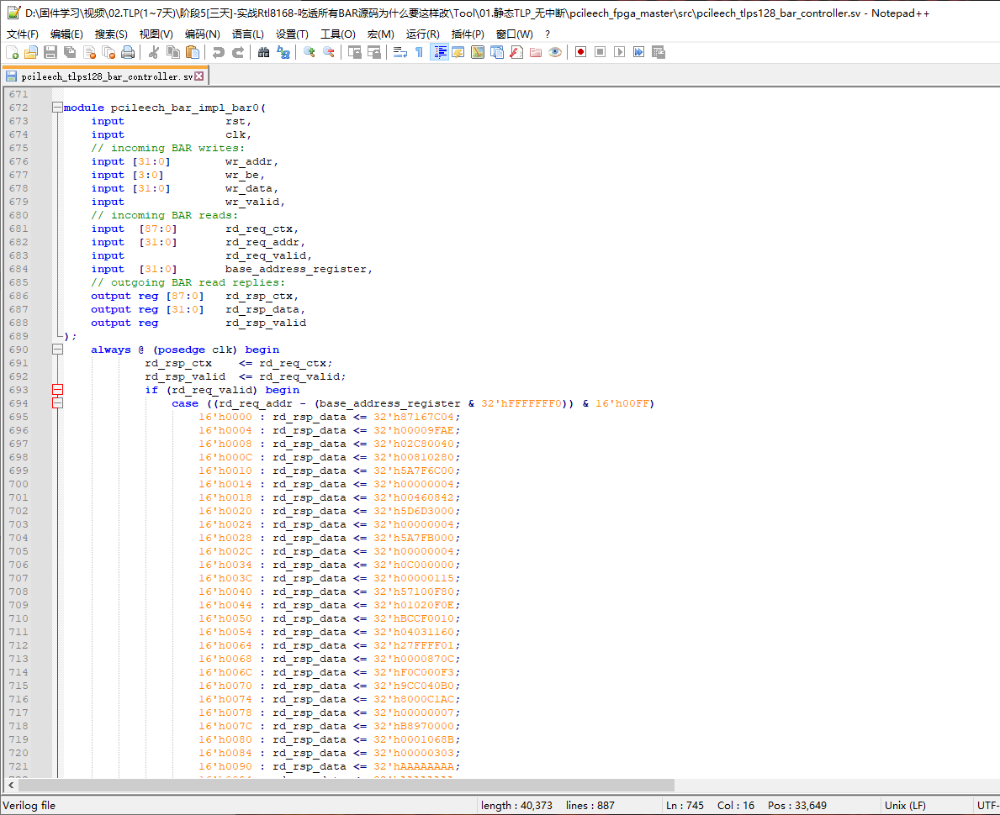 D:\固件学习\视频\02.TLP(1~7天)\阶段5[三天]-实战Rtl8168-吃透所有BAR源码为什么要这样改\Tool\01.静态TLP_无中断\pcileech_fpga_master\src\pcileech_tlps128_bar_controller.sv - Notepad++
文件(F) 编辑(E) 搜索(S) 视图(V) 编码(N) 语言(L) 设置(T) 工具(O) 宏(M) 运行(R) 插件(P) 窗口(W) ?
pcileech_tlps128_bar_controller.sv
671
672 module pcileech_bar_impl_bar0(
673 input rst,
674 input clk,
675 // incoming BAR writes:
676 input [31:0] wr_addr,
677 input [3:0] wr_be,
678 input [31:0] wr_data,
679 input wr_valid,
680 // incoming BAR reads:
681 input [87:0] rd_req_ctx,
682 input [31:0] rd_req_addr,
683 input rd_req_valid,
684 input [31:0] base_address_register,
685 // outgoing BAR read replies:
686 output reg [87:0] rd_rsp_ctx,
687 output reg [31:0] rd_rsp_data,
688 output reg rd_rsp_valid
689 );
690 always @ (posedge clk) begin
691 rd_rsp_ctx <= rd_req_ctx;
692 rd_rsp_valid <= rd_req_valid;
693 if (rd_req_valid) begin
694 case ((rd_req_addr - (base_address_register & 32'hFFFFFFF0)) & 16'h00FF)
695 16'h0000 : rd_rsp_data <= 32'h87167C04;
696 16'h0004 : rd_rsp_data <= 32'h00009FAE;
697 16'h0008 : rd_rsp_data <= 32'h02C80040;
698 16'h000C : rd_rsp_data <= 32'h00810280;
699 16'h0010 : rd_rsp_data <= 32'h5A7F6C00;
700 16'h0014 : rd_rsp_data <= 32'h00000004;
701 16'h0018 : rd_rsp_data <= 32'h00460842;
702 16'h0020 : rd_rsp_data <= 32'h5D6D3000;
703 16'h0024 : rd_rsp_data <= 32'h00000004;
704 16'h0028 : rd_rsp_data <= 32'h5A7FB000;
705 16'h002C : rd_rsp_data <= 32'h00000004;
706 16'h0034 : rd_rsp_data <= 32'h0C000000;
707 16'h003C : rd_rsp_data <= 32'h00000115;
708 16'h0040 : rd_rsp_data <= 32'h57100F80;
709 16'h0044 : rd_rsp_data <= 32'h01020F0E;
710 16'h0050 : rd_rsp_data <= 32'hBCCF0010;
711 16'h0054 : rd_rsp_data <= 32'h04031160;
712 16'h0064 : rd_rsp_data <= 32'h27FFFF01;
713 16'h0068 : rd_rsp_data <= 32'h0000870C;
714 16'h006C : rd_rsp_data <= 32'hF0C000F3;
715 16'h0070 : rd_rsp_data <= 32'h9CC040B0;
716 16'h0074 : rd_rsp_data <= 32'h8000C1AC;
717 16'h0078 : rd_rsp_data <= 32'h00000007;
718 16'h007C : rd_rsp_data <= 32'hB8970000;
719 16'h0080 : rd_rsp_data <= 32'h0001068B;
720 16'h0084 : rd_rsp_data <= 32'h00000303;
721 16'h0090 : rd_rsp_data <= 32'hAAAAAAAA;
Verilog file length : 40,373 lines : 887 Ln : 745 Col : 16 Pos : 33,649 Unix (LF) UTF-